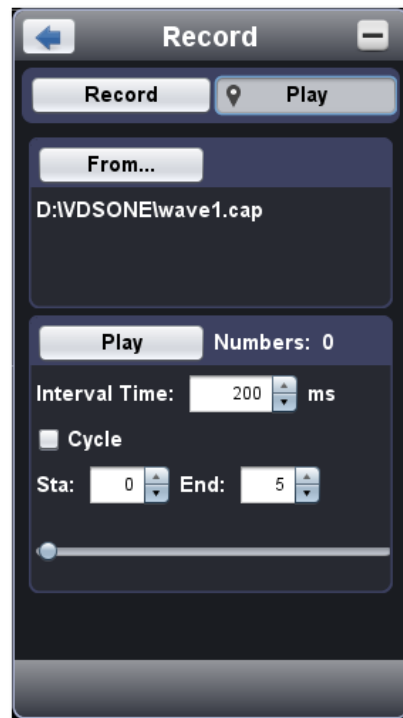 Record
Record Play
From...
D:\VDSONE\wave1.cap
Play Numbers: 0
Interval Time: 200 ms
Cycle
Sta: 0 End: 5